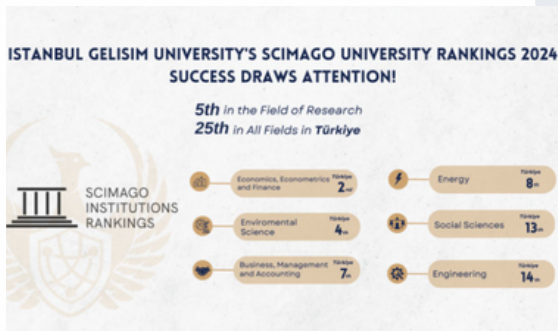 ISTANBUL GELISIM UNIVERSITY'S SCIMAGO UNIVERSITY RANKINGS 2024
SUCCESS DRAWS ATTENTION!
5th in the Field of Research
25th in All Fields in Türkiye
SCIMAGO
INSTITUTIONS
RANKINGS
Economics, Econometrics
and Finance
Türkiye
2nd
Enviromental
Science
Türkiye
4th
Business, Management
and Accounting
Türkiye
7th
Energy
Türkiye
8th
Social Sciences
Türkiye
13th
Engineering
Türkiye
14th